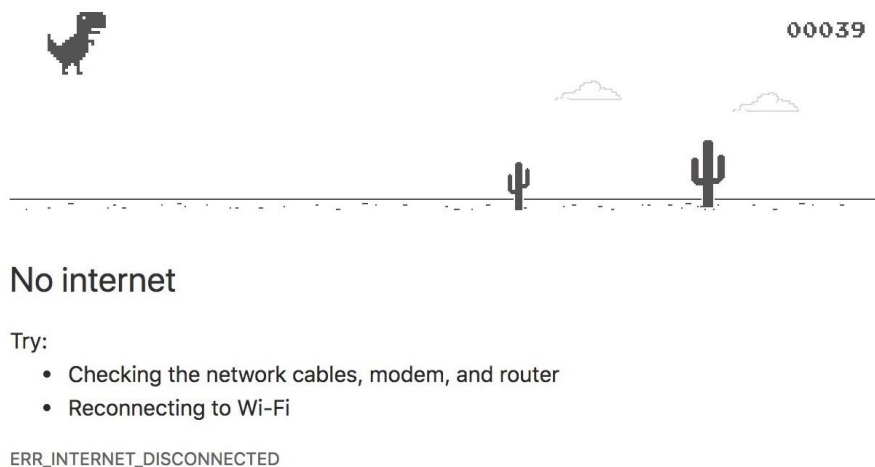 00039
No internet
Try:
• Checking the network cables, modem, and router
• Reconnecting to Wi-Fi
ERR_INTERNET_DISCONNECTED